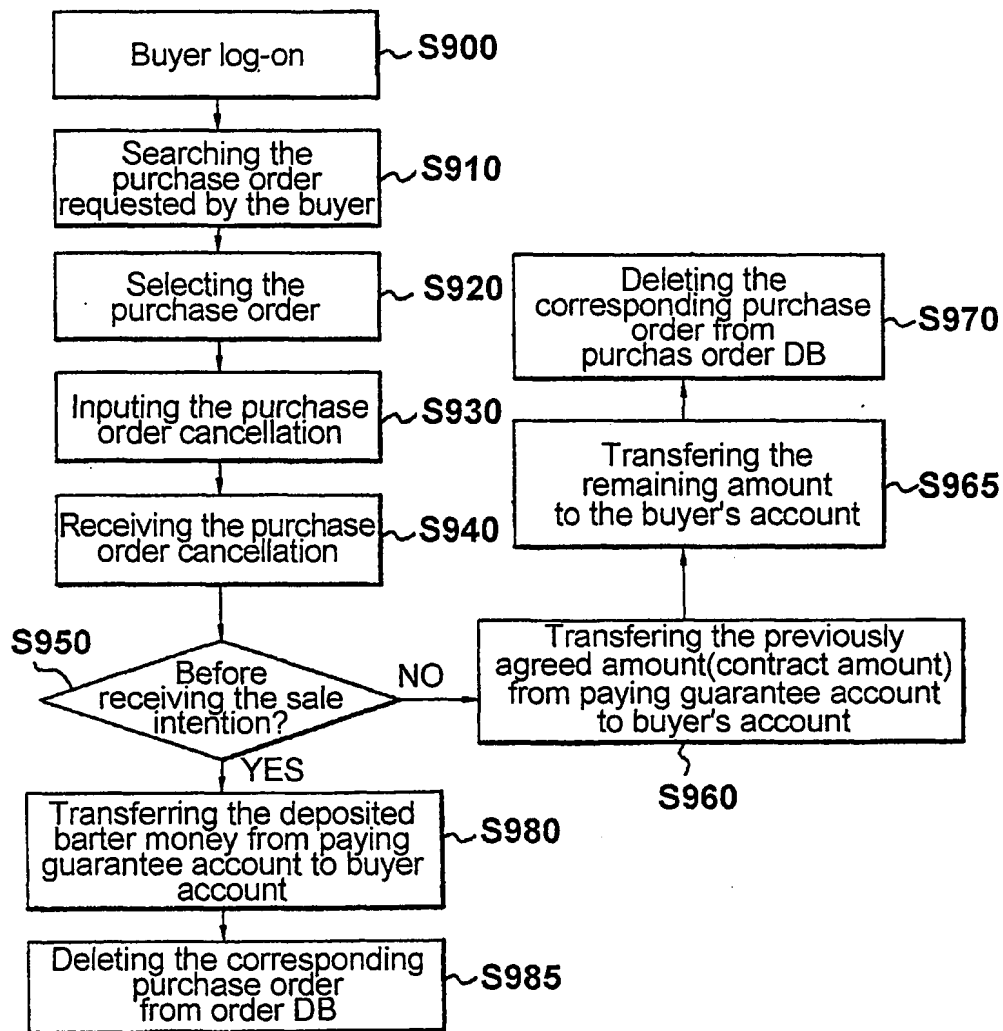 Buyer log-on
S900
Searching the
purchase order
requested by the buyer
S910
Selecting the
purchase order
S920
Inputing the purchase
order cancellation
S930
Receiving the purchase
order cancellation
S940
S950
Before
receiving the sale
intention?
NO
YES
Transfering the previously
agreed amount(contract amount)
from paying guarantee account
to buyer's account
S960
Transfering the
remaining amount
to the buyer's account
S965
Deleting the
corresponding purchase
order from
purchas order DB
S970
Transferring the deposited
barter money from paying
guarantee account to buyer
account
S980
Deleting the corresponding
purchase order
from order DB
S985